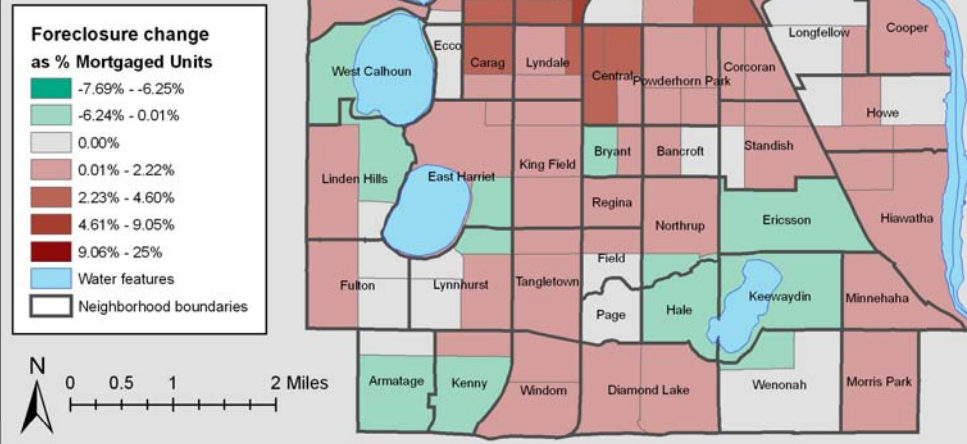 Foreclosure change
as % Mortgaged Units
-7.69% - -6.25%
-6.24% - 0.01%
0.00%
0.01% - 2.22%
2.23% - 4.60%
4.61% - 9.05%
9.06% - 25%
Water features
Neighborhood boundaries
N
0 0.5 1 2 Miles
Cooper
Longfellow
Ecco
Carag
Lyndale
West Calhoun
Central
Powderhorn Park
Corcoran
Howe
Linden Hills
East Harriet
King Field
Bryant
Bancroft
Standish
Regina
Northrup
Ericsson
Hiawatha
Fulton
Lynnhurst
Tangletown
Field
Page
Hale
Keewaydin
Minnehaha
Armatage
Kenny
Windom
Diamond Lake
Wenonah
Morris Park